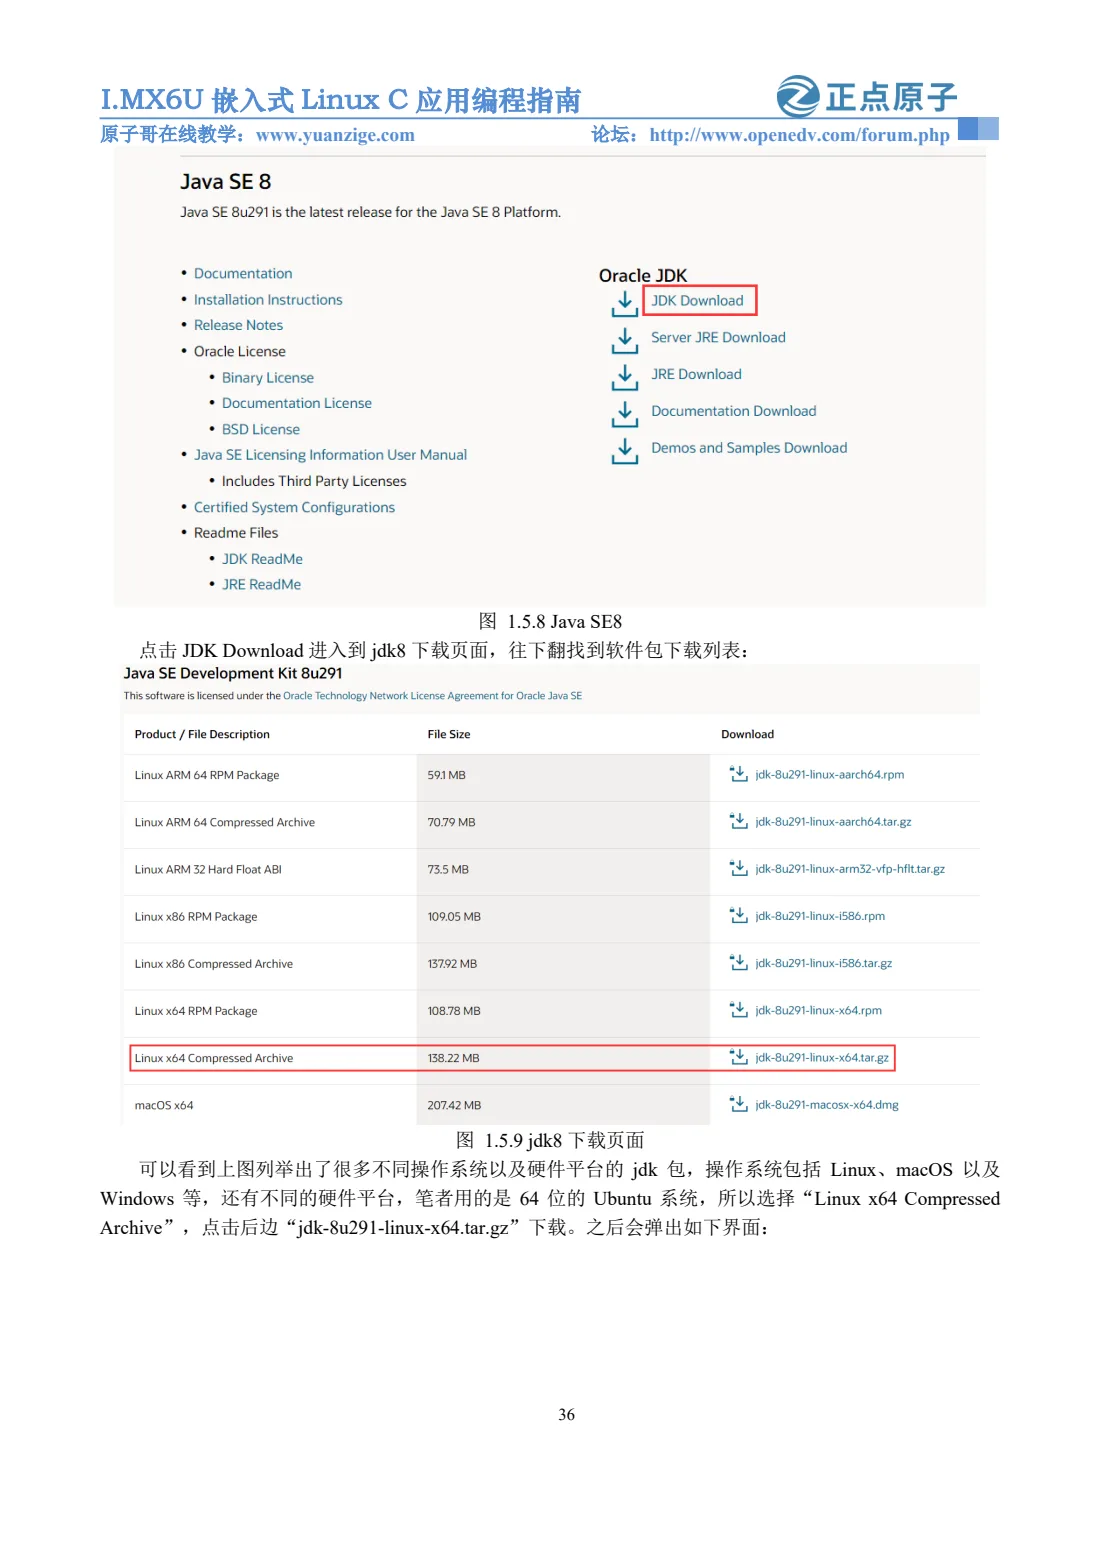 I.MX6U 嵌入式 Linux C 应用编程指南
正点原子
原子哥在线教学：www.yuanzige.com 论坛：http://www.openedv.com/forum.php
Java SE 8
Java SE 8u291 is the latest release for the Java SE 8 Platform.
• Documentation
• Installation Instructions
• Release Notes
• Oracle License
• Binary License
• Documentation License
• BSD License
• Java SE Licensing Information User Manual
• Includes Third Party Licenses
• Certified System Configurations
• Readme Files
• JDK ReadMe
• JRE ReadMe
Oracle JDK
JDK Download
Server JRE Download
JRE Download
Documentation Download
Demos and Samples Download
图 1.5.8 Java SE8
点击 JDK Download 进入到 jdk8 下载页面，往下翻找到软件包下载列表：
Java SE Development Kit 8u291
This software is licensed under the Oracle Technology Network License Agreement for Oracle Java SE
Product / File Description File Size Download
Linux ARM 64 RPM Package 59.1 MB jdk-8u291-linux-aarch64.rpm
Linux ARM 64 Compressed Archive 70.79 MB jdk-8u291-linux-aarch64.tar.gz
Linux ARM 32 Hard Float ABI 73.5 MB jdk-8u291-linux-arm32-vfp-hflt.tar.gz
Linux x86 RPM Package 109.05 MB jdk-8u291-linux-i586.rpm
Linux x86 Compressed Archive 137.92 MB jdk-8u291-linux-i586.tar.gz
Linux x64 RPM Package 108.78 MB jdk-8u291-linux-x64.rpm
Linux x64 Compressed Archive 138.22 MB jdk-8u291-linux-x64.tar.gz
macOS x64 207.42 MB jdk-8u291-macosx-x64.dmg
图 1.5.9 jdk8 下载页面
可以看到上图列举出了很多不同操作系统以及硬件平台的 jdk 包，操作系统包括 Linux、macOS 以及
Windows 等，还有不同的硬件平台，笔者用的是 64 位的 Ubuntu 系统，所以选择“Linux x64 Compressed
Archive”，点击后边“jdk-8u291-linux-x64.tar.gz”下载。之后会弹出如下界面：
36